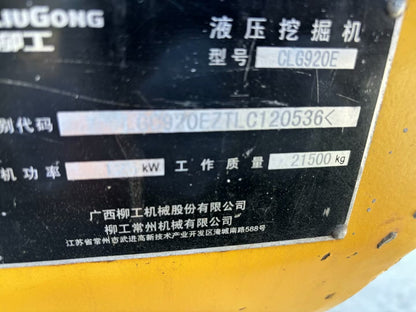 LIUGONG
柳工 液压挖掘机
型号 CLG920E
别代码 920EZTLC120536<
机功率 kW 工作质量 21500 kg
广西柳工机械股份有限公司
柳工常州机械有限公司
江苏省常州市武进高新技术产业开发区淹城南路588号